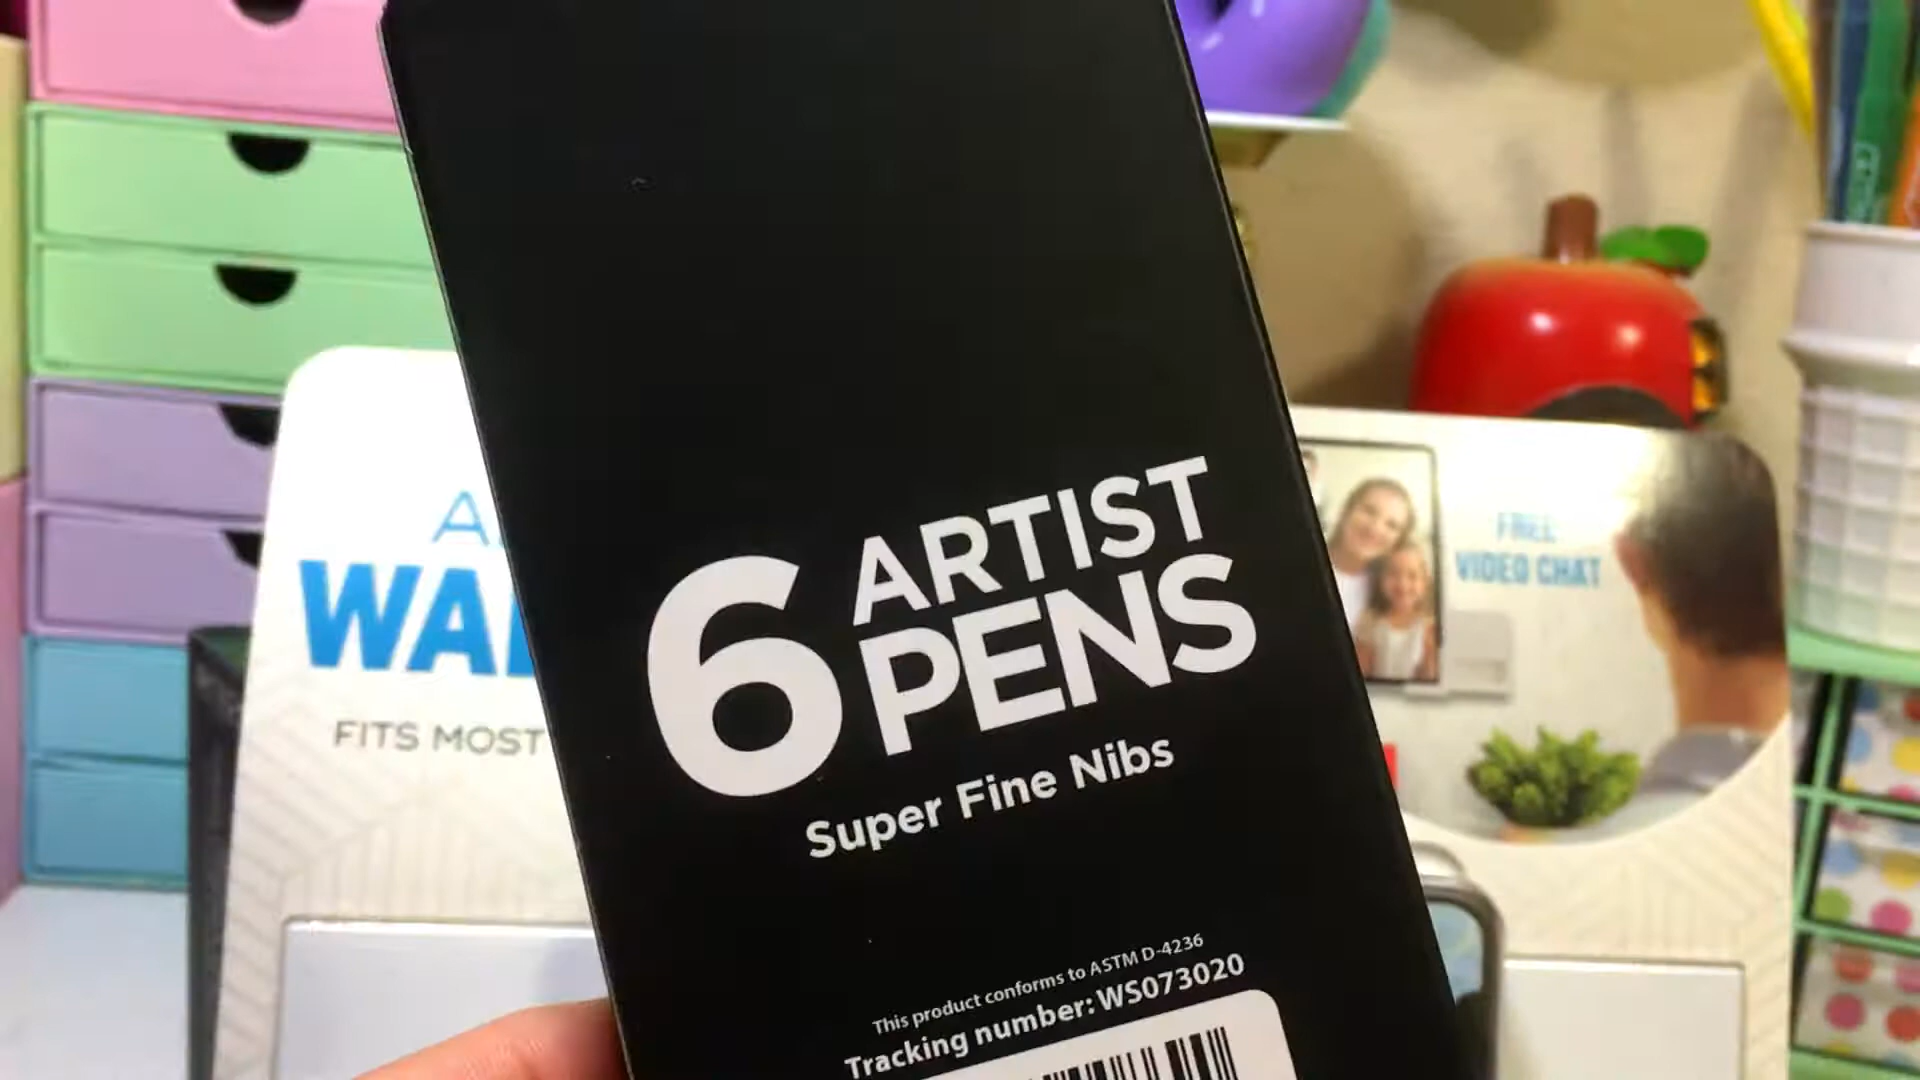 6 ARTIST
PENS
Super Fine Nibs
This product conforms to ASTM D-4236
Tracking number: WS073020
FITS MOST
FREE
VIDEO CHAT